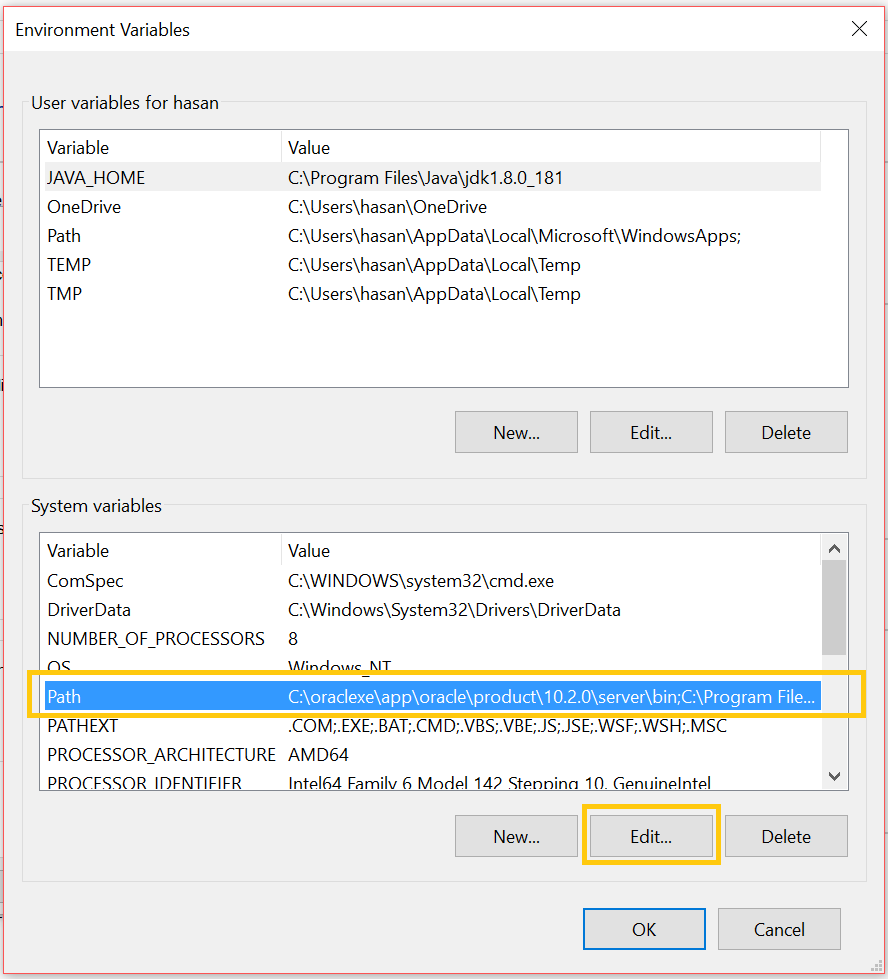 Environment Variables
User variables for hasan
Variable Value
JAVA_HOME C:\Program Files\Java\jdk1.8.0_181
OneDrive C:\Users\hasan\OneDrive
Path C:\Users\hasan\AppData\Local\Microsoft\WindowsApps;
TEMP C:\Users\hasan\AppData\Local\Temp
TMP C:\Users\hasan\AppData\Local\Temp
New... Edit... Delete
System variables
Variable Value
ComSpec C:\WINDOWS\system32\cmd.exe
DriverData C:\Windows\System32\Drivers\DriverData
NUMBER_OF_PROCESSORS 8
OS Windows_NT
Path C:\oraclexe\app\oracle\product\10.2.0\server\bin;C:\Program File...
PATHEXT .COM;.EXE;.BAT;.CMD;.VBS;.VBE;.JS;.JSE;.WSF;.WSH;.MSC
PROCESSOR_ARCHITECTURE AMD64
PROCESSOR_IDENTIFIER Intel64 Family 6 Model 142 Stepping 10, GenuineIntel
New... Edit... Delete
OK Cancel